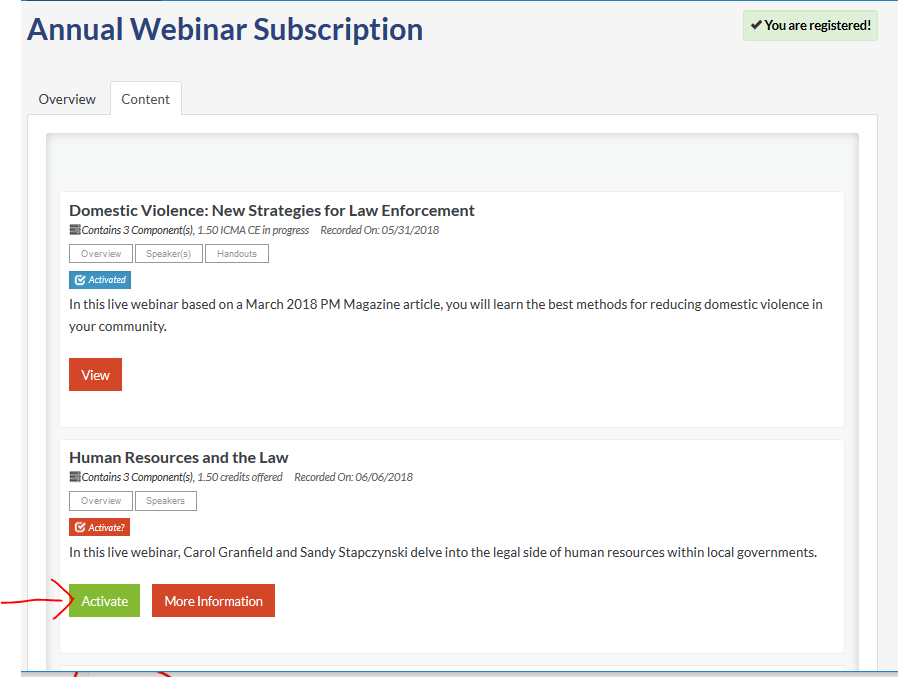 Annual Webinar Subscription
You are registered!
Overview
Content
Domestic Violence: New Strategies for Law Enforcement
Contains 3 Component(s), 1.50 ICMA CE in progress Recorded On: 05/31/2018
Overview Speaker(s) Handouts
Activated
In this live webinar based on a March 2018 PM Magazine article, you will learn the best methods for reducing domestic violence in
your community.
View
Human Resources and the Law
Contains 3 Component(s), 1.50 credits offered Recorded On: 06/06/2018
Overview Speakers
Activate?
In this live webinar, Carol Granfield and Sandy Stapczynski delve into the legal side of human resources within local governments.
Activate More Information